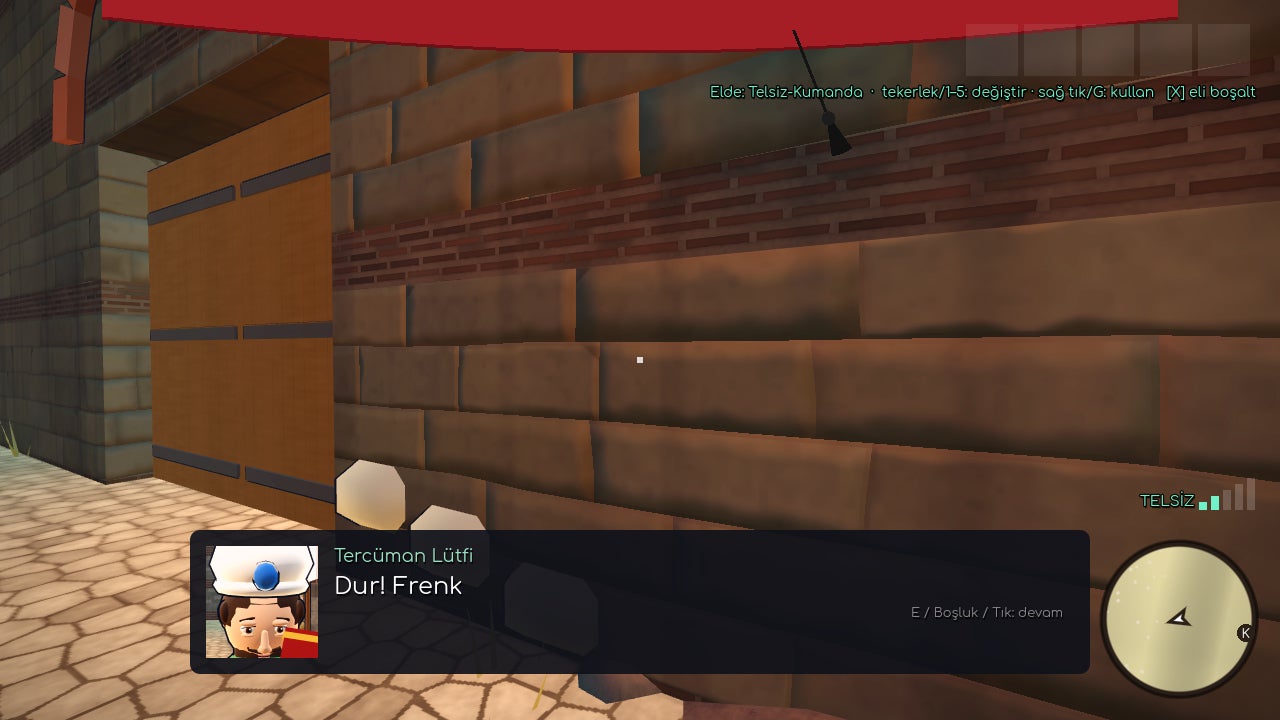 Elde: Telsiz-Kumanda · tekerlek/1-5: değiştir · sağ tık/G: kullan [X] eli boşalt
TELSİZ
Tercüman Lütfi
Dur! Frenk
E / Boşluk / Tık: devam
K